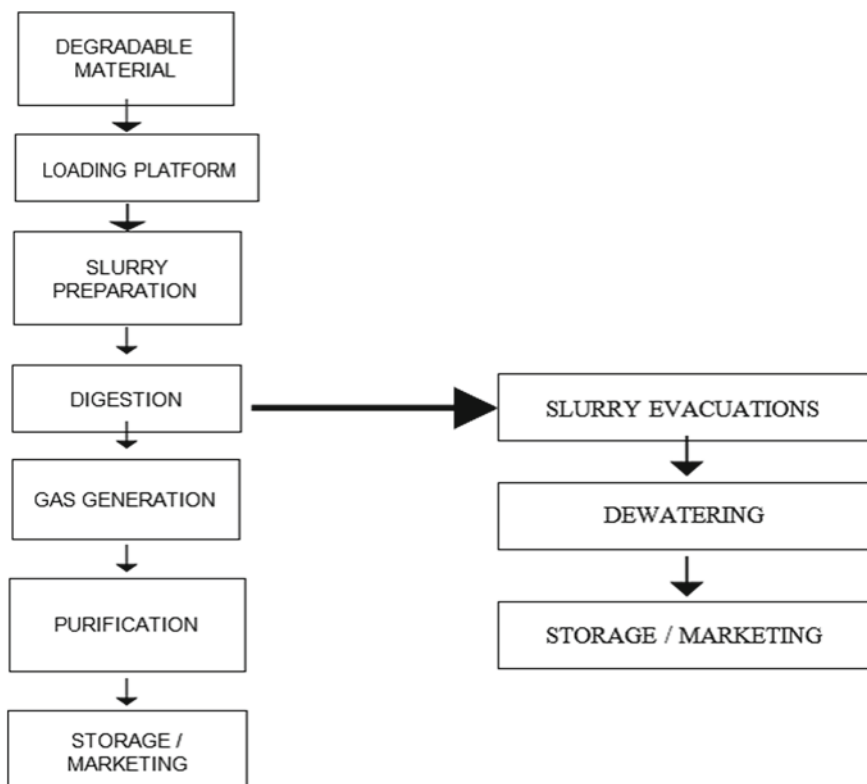 DEGRADABLE
MATERIAL
LOADING PLATFORM
SLURRY
PREPARATION
DIGESTION
GAS GENERATION
PURIFICATION
STORAGE /
MARKETING
SLURRY EVACUATIONS
DEWATERING
STORAGE / MARKETING